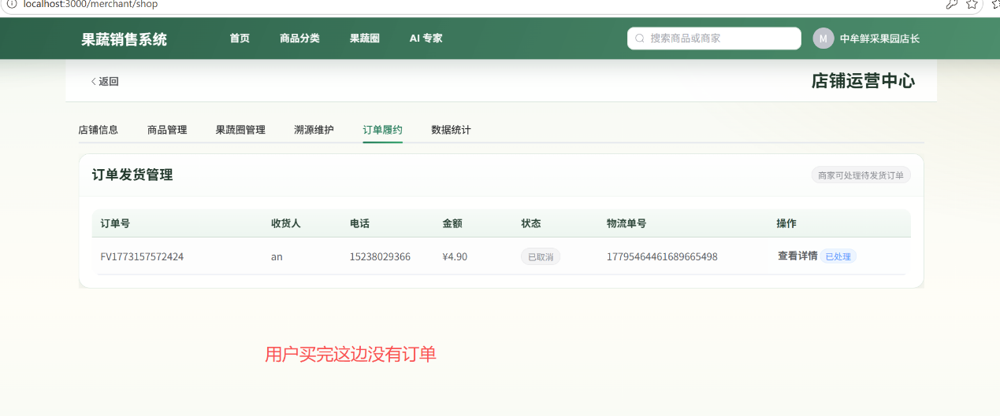 localhost:3000/merchant/shop
果蔬销售系统 首页 商品分类 果蔬圈 AI 专家 搜索商品或商家 M 中牟鲜采果园店长
返回 店铺运营中心
店铺信息 商品管理 果蔬圈管理 溯源维护 订单履约 数据统计
订单发货管理 商家可处理待发货订单
订单号 收货人 电话 金额 状态 物流单号 操作
FV1773157572424 an 15238029366 ¥4.90 已取消 17795464461689665498 查看详情 已处理
用户买完这边没有订单